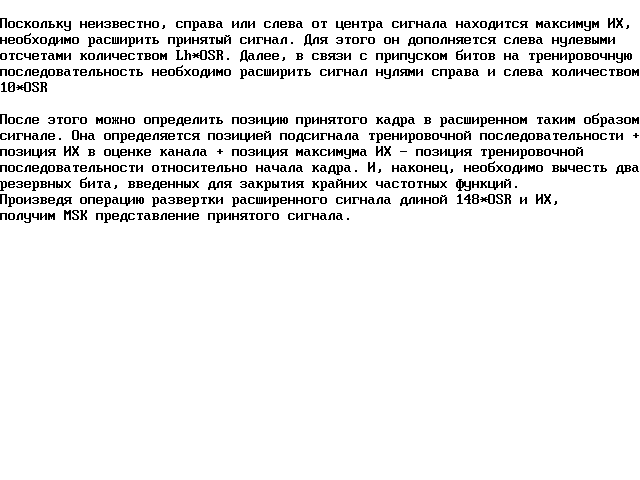 Поскольку неизвестно, справа или слева от центра сигнала находится максимум ИХ,
необходимо расширить принятый сигнал. Для этого он дополняется слева нулевыми
отсчетами количеством Lh*OSR. Далее, в связи с припуском битов на тренировочную
последовательность необходимо расширить сигнал нулями справа и слева количеством
10*OSR
После этого можно определить позицию принятого кадра в расширенном таким образом
сигнале. Она определяется позицией подсигнала тренировочной последовательности +
позиция ИХ в оценке канала + позиция максимума ИХ - позиция тренировочной
последовательности относительно начала кадра. И, наконец, необходимо вычесть два
резервных бита, введенных для закрытия крайних частотных функций.
Произведя операцию развертки расширенного сигнала длиной 148*OSR и ИХ,
получим MSK представление принятого сигнала.